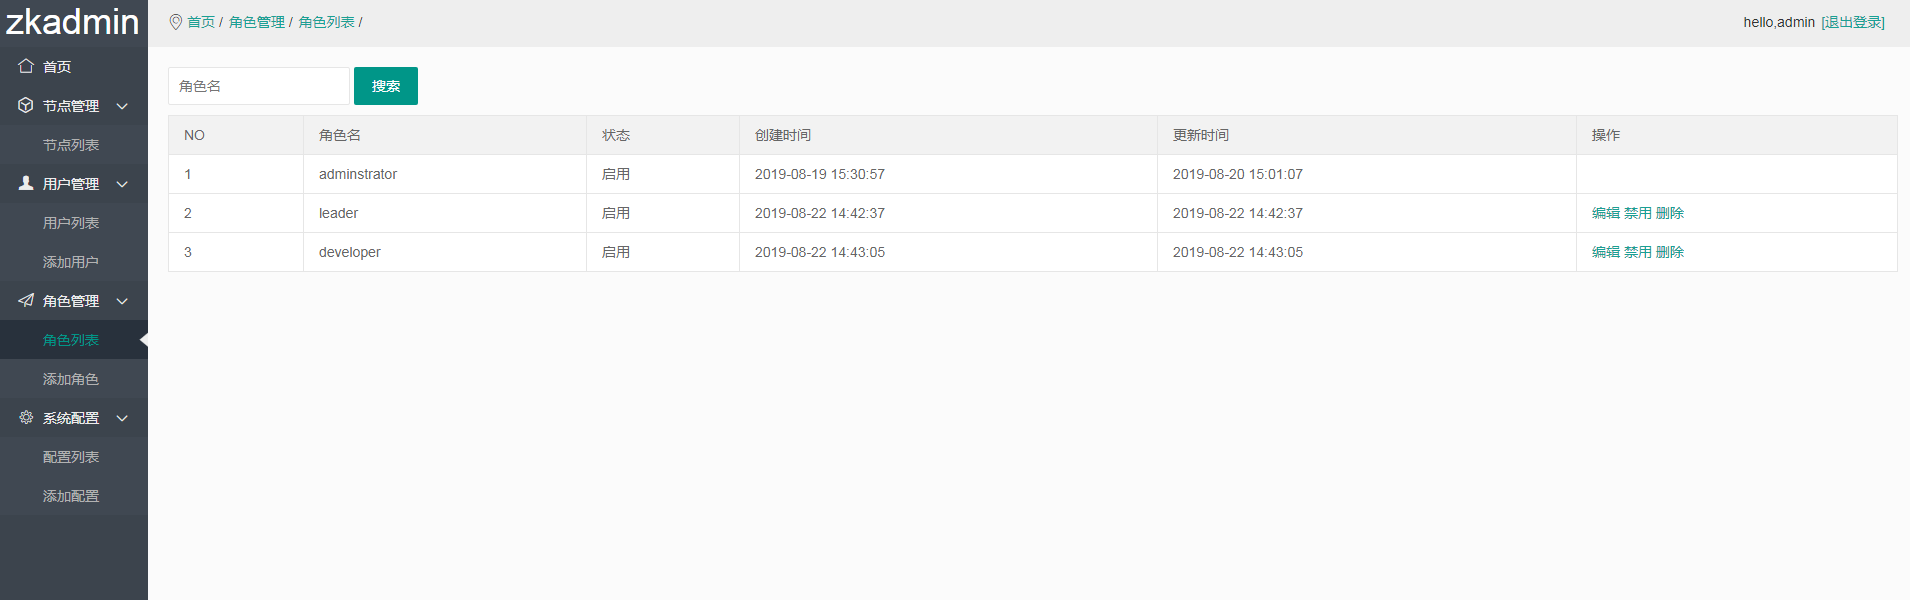 zkadmin
首页
节点管理
节点列表
用户管理
用户列表
添加用户
角色管理
角色列表
添加角色
系统配置
配置列表
添加配置
首页 / 角色管理 / 角色列表 /
hello,admin [退出登录]
角色名 搜索
NO 角色名 状态 创建时间 更新时间 操作
1 adminstrator 启用 2019-08-19 15:30:57 2019-08-20 15:01:07
2 leader 启用 2019-08-22 14:42:37 2019-08-22 14:42:37 编辑 禁用 删除
3 developer 启用 2019-08-22 14:43:05 2019-08-22 14:43:05 编辑 禁用 删除